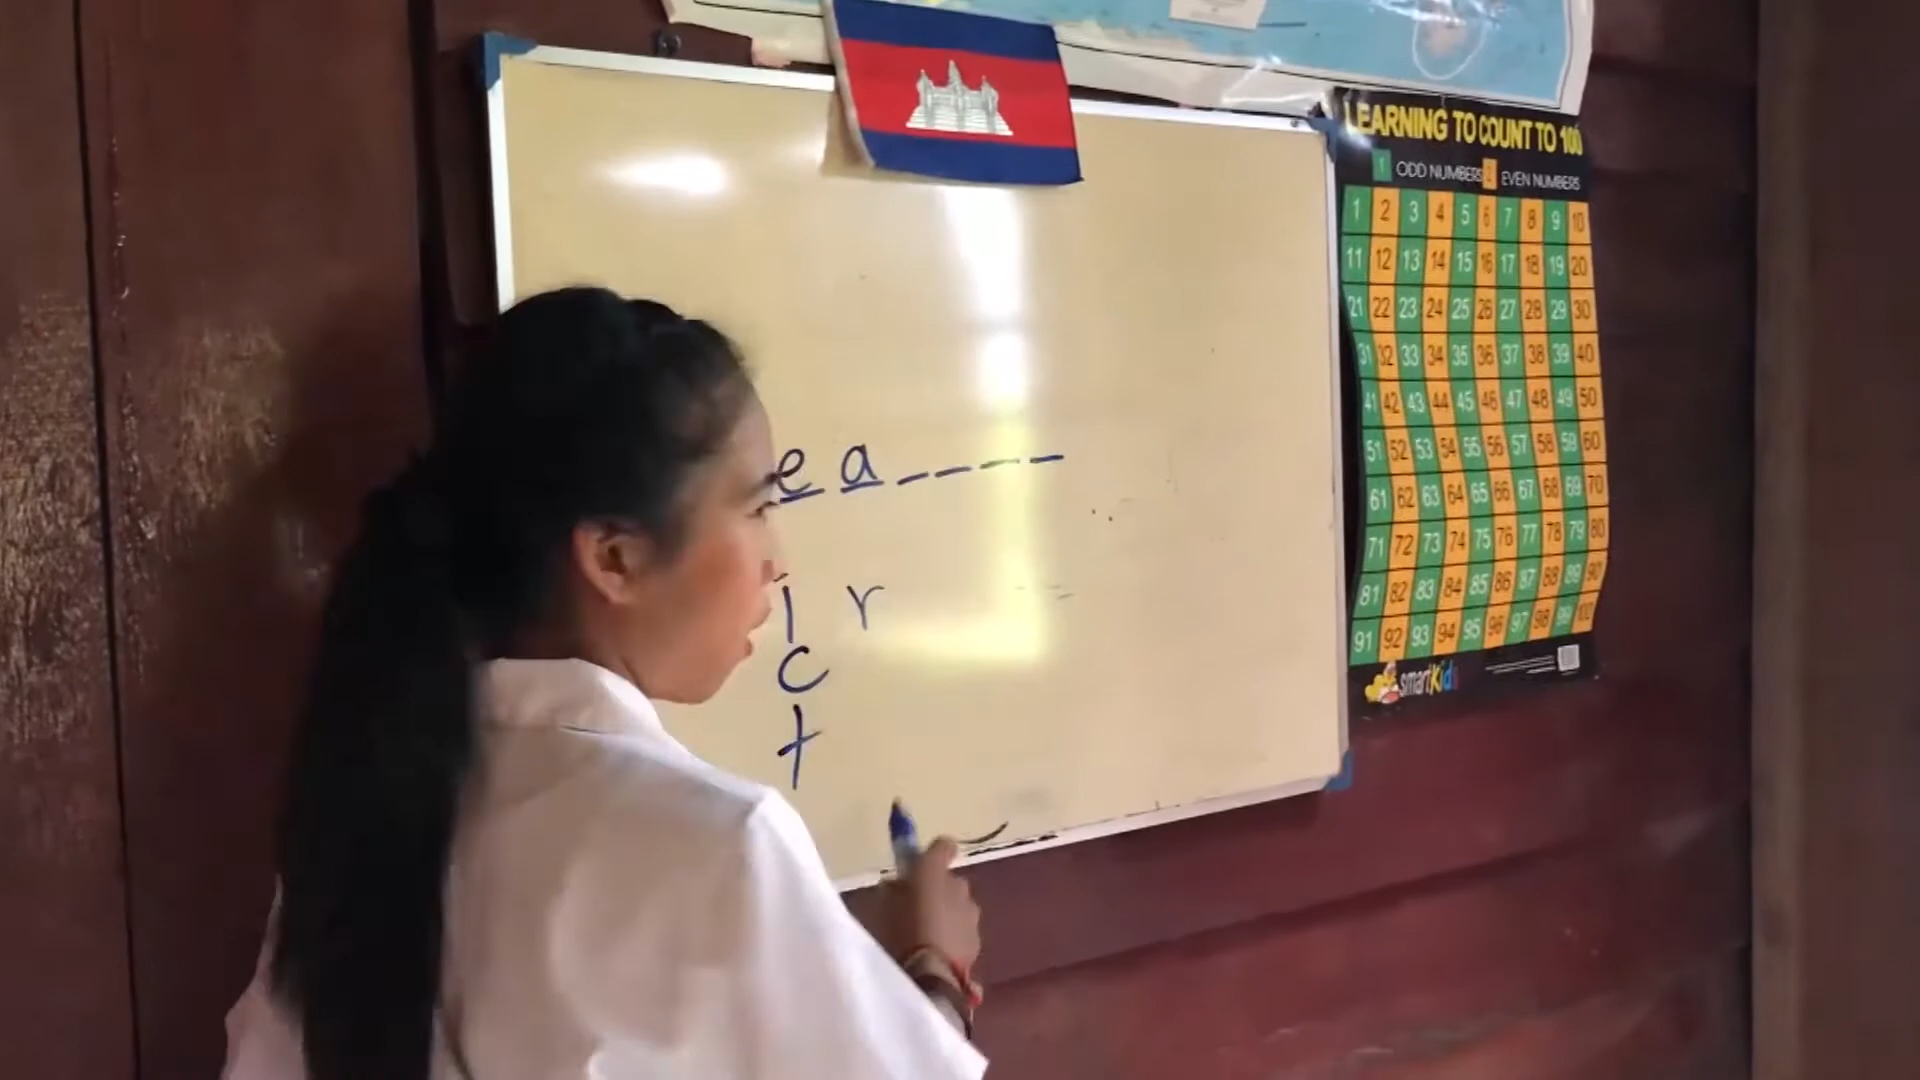 LEARNING TO COUNT TO 100
1 ODD NUMBERS 2 EVEN NUMBERS
1 2 3 4 5 6 7 8 9 10
11 12 13 14 15 16 17 18 19 20
21 22 23 24 25 26 27 28 29 30
31 32 33 34 35 36 37 38 39 40
41 42 43 44 45 46 47 48 49 50
51 52 53 54 55 56 57 58 59 60
61 62 63 64 65 66 67 68 69 70
71 72 73 74 75 76 77 78 79 80
81 82 83 84 85 86 87 88 89 90
91 92 93 94 95 96 97 98 99 100
smartKids
e a _ _ _ _
l r
c
t